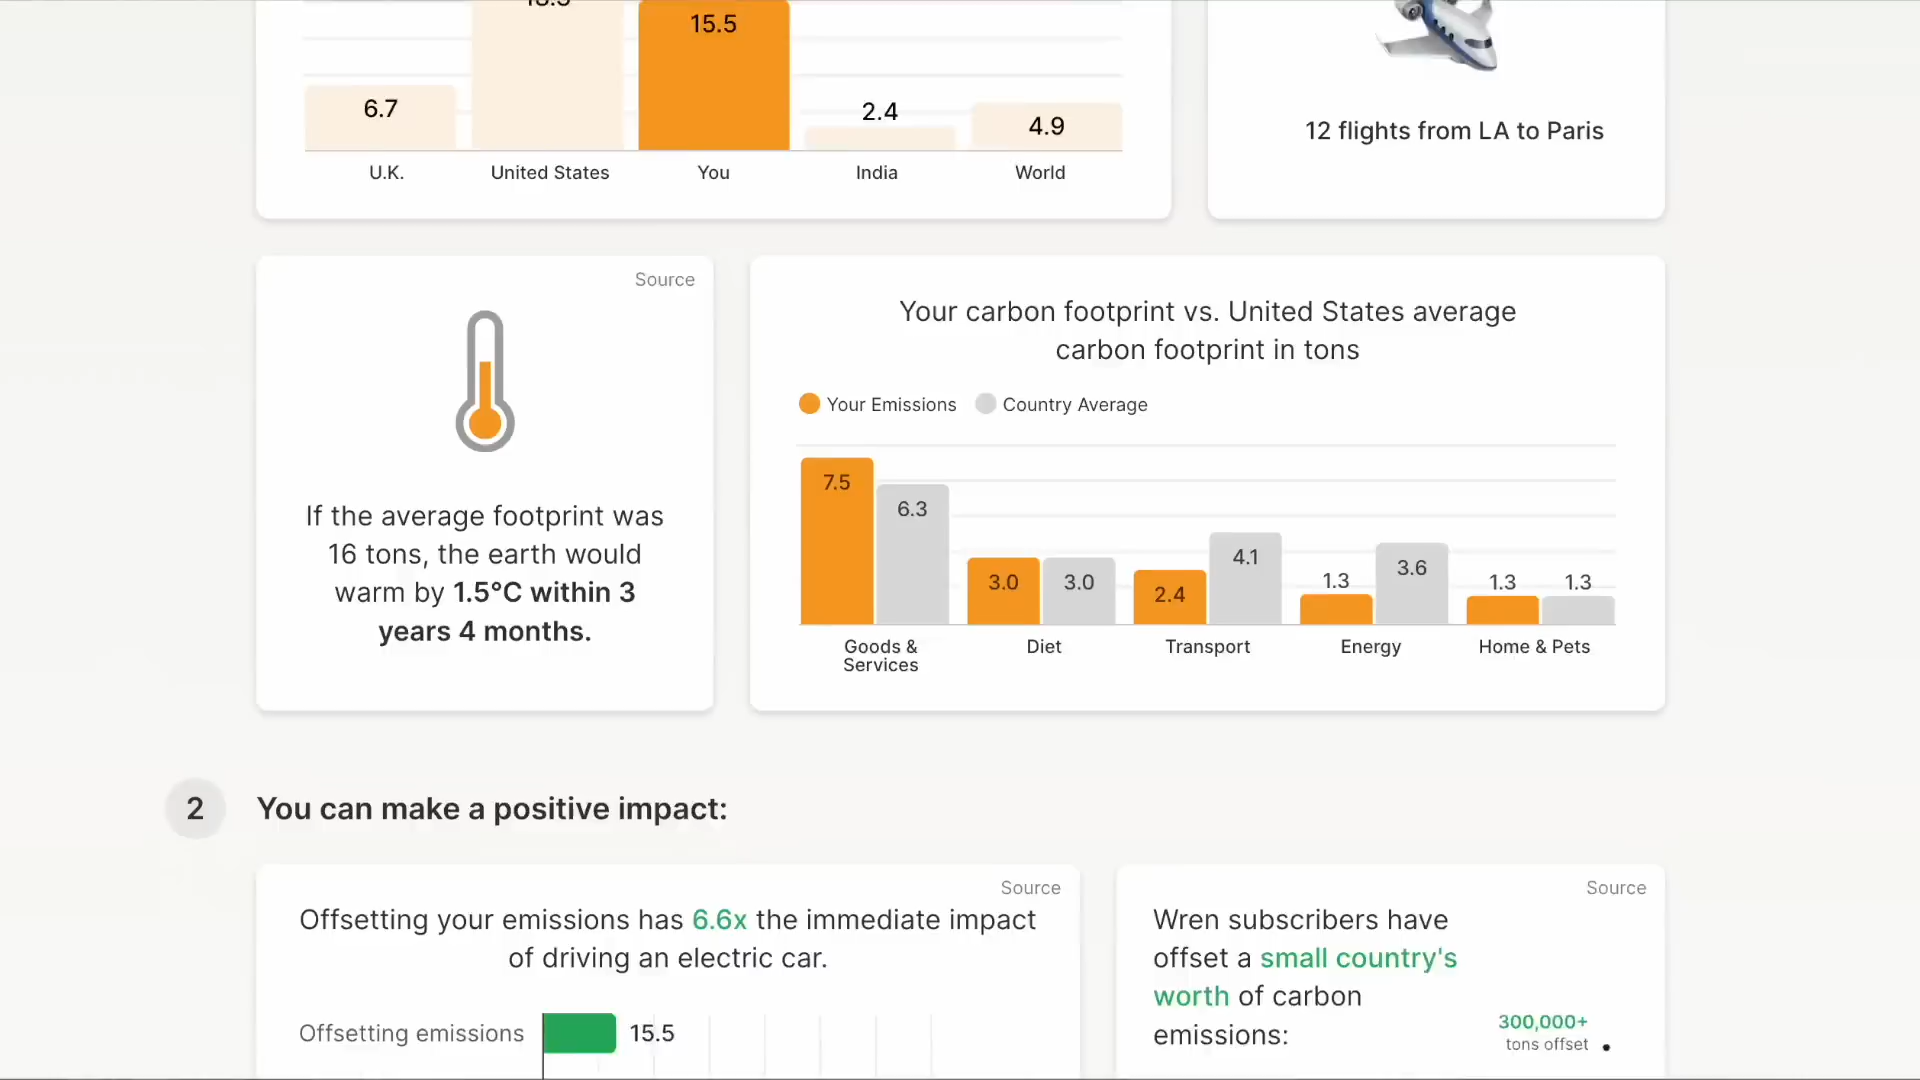 15.5
6.7
2.4
4.9
U.K.
United States
You
India
World
12 flights from LA to Paris
Source
If the average footprint was
16 tons, the earth would
warm by 1.5°C within 3
years 4 months.
Your carbon footprint vs. United States average
carbon footprint in tons
Your Emissions
Country Average
7.5
6.3
3.0
3.0
2.4
4.1
1.3
3.6
1.3
1.3
Goods &
Services
Diet
Transport
Energy
Home & Pets
2
You can make a positive impact:
Source
Offsetting your emissions has 6.6x the immediate impact
of driving an electric car.
Offsetting emissions
15.5
Source
Wren subscribers have
offset a small country's
worth of carbon
emissions:
300,000+
tons offset